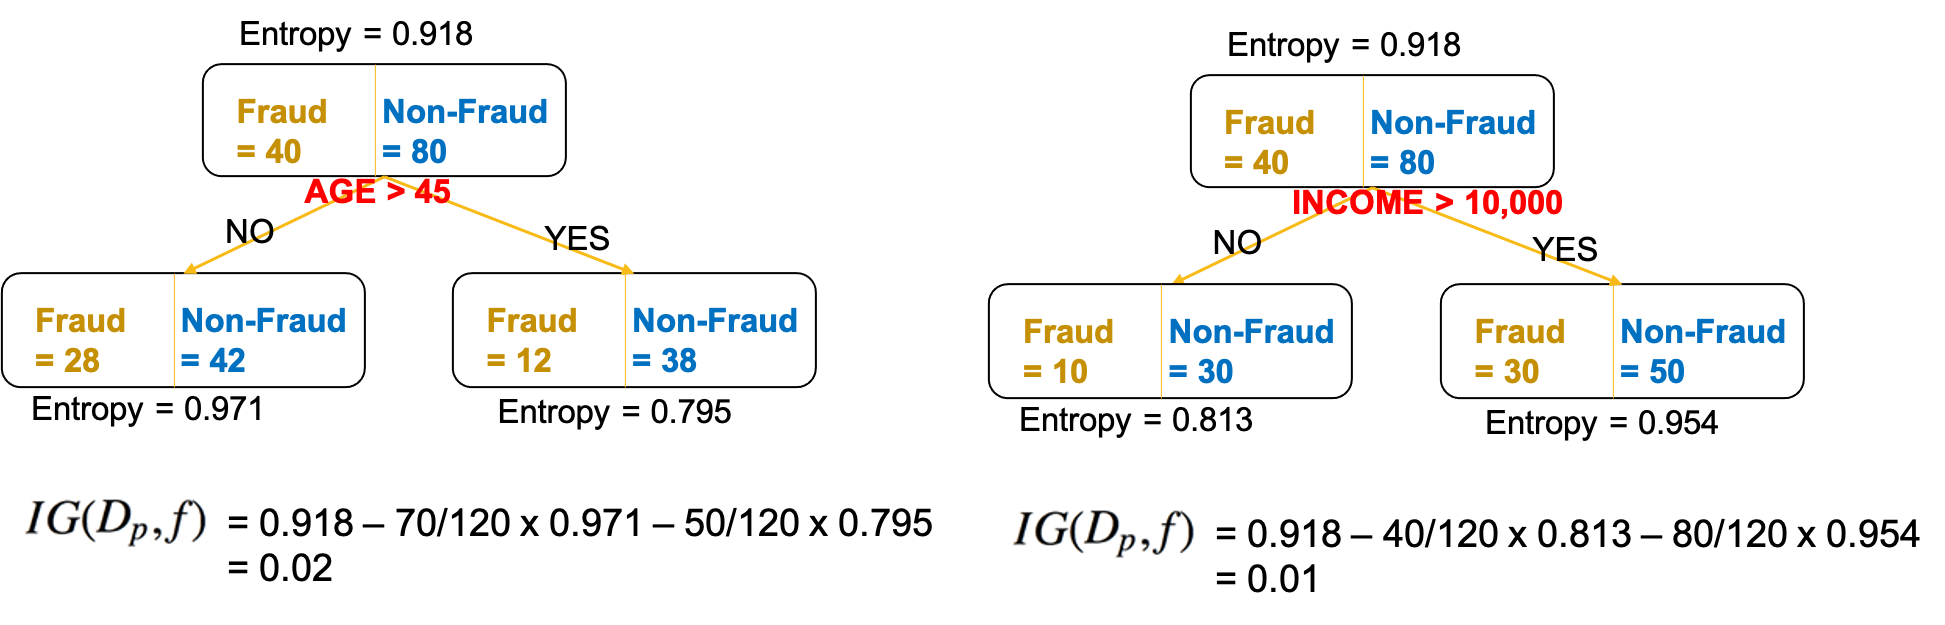 Entropy = 0.918
Fraud
= 40
Non-Fraud
= 80
AGE > 45
NO
YES
Fraud
= 28
Non-Fraud
= 42
Entropy = 0.971
Fraud
= 12
Non-Fraud
= 38
Entropy = 0.795
IG(Dp,f) = 0.918 – 70/120 x 0.971 – 50/120 x 0.795
= 0.02
Entropy = 0.918
Fraud
= 40
Non-Fraud
= 80
INCOME > 10,000
NO
YES
Fraud
= 10
Non-Fraud
= 30
Entropy = 0.813
Fraud
= 30
Non-Fraud
= 50
Entropy = 0.954
IG(Dp,f) = 0.918 – 40/120 x 0.813 – 80/120 x 0.954
= 0.01